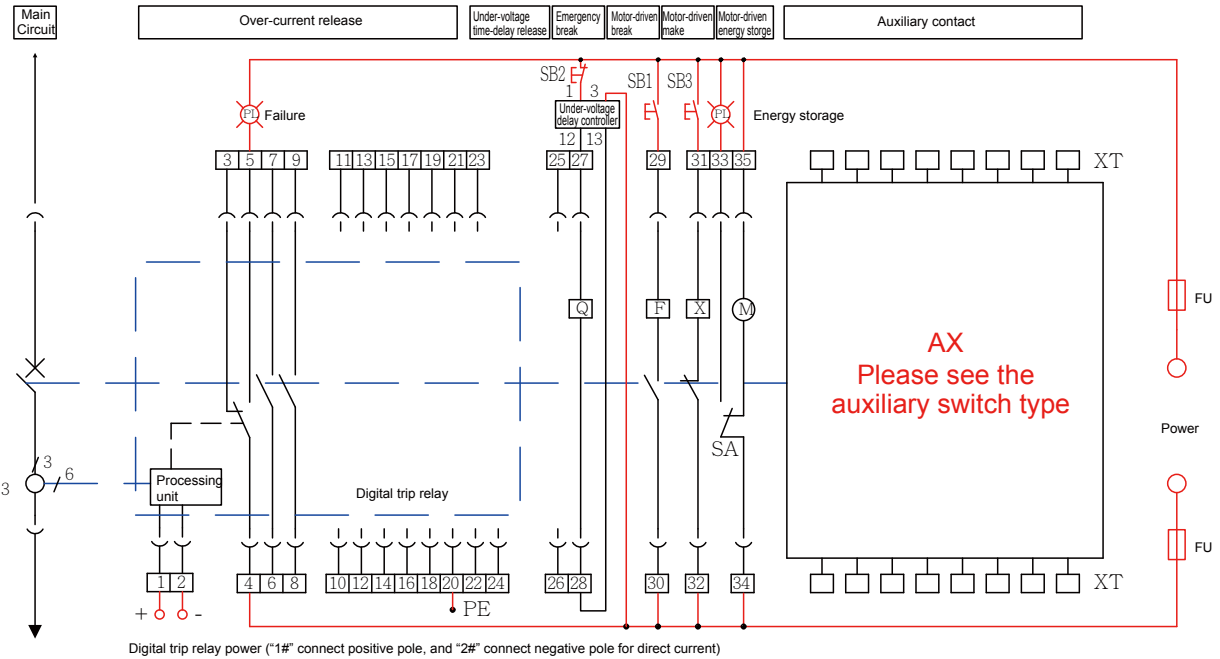 Main
Circuit
Over-current release
Under-voltage
time-delay release
Emergency
break
Motor-driven
break
Motor-driven
make
Motor-driven
energy storge
Auxiliary contact
SB2
SB1
SB3
1 3
PL
Failure
Under-voltage
delay controller
PL
Energy storage
12 13
3 5 7 9
11 13 15 17 19 21 23
25 27
29
31 33 35
XT
Q
F
X
M
FU
AX
Please see the
auxiliary switch type
Power
SA
3
3
6
Processing
unit
Digital trip relay
FU
1 2
4 6 8
10 12 14 16 18 20 22 24
26 28
30
32
34
XT
+
-
PE
Digital trip relay power (“1#” connect positive pole, and “2#” connect negative pole for direct current)